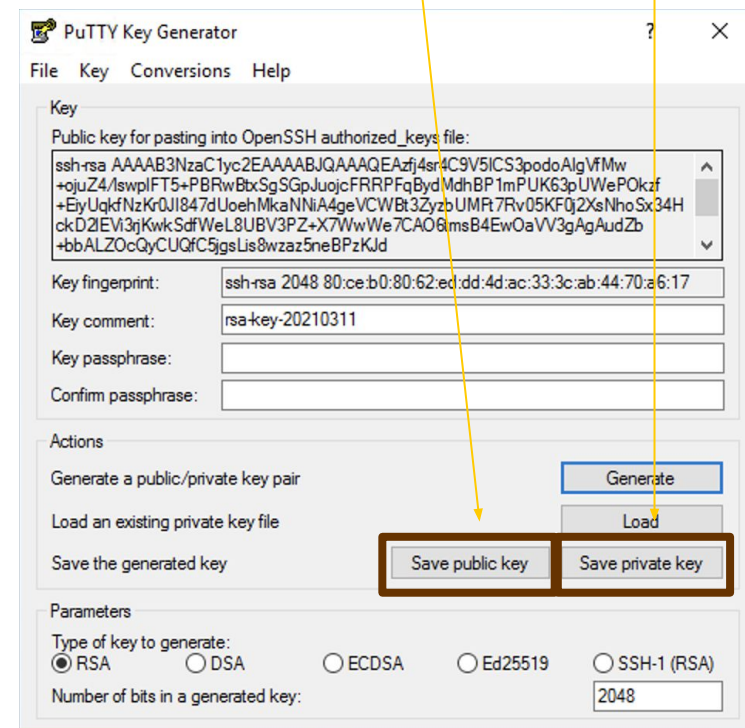 PuTTY Key Generator ?
File Key Conversions Help
Key
Public key for pasting into OpenSSH authorized_keys file:
ssh-rsa AAAAB3NzaC1yc2EAAAABJQAAAQEAzfj4sr4C9V5ICS3podoAlgVfMw
+ojuZ4/IswpIFT5+PBRwBtxSgSGpJuojcFRRPFqBydMdhBP1mPUK63pUWePOkzf
+EiyUqkfNzKr0JI847dUoehMkaNNiA4geVCWBt3ZyzbUMFt7Rv05KF0j2XsNhoSx34H
ckD2IEVi3rjKwkSdfWeL8UBV3PZ+X7WwWe7CAO6ImsB4EwOaVV3gAgAudZb
+bbALZOcQyCUQfC5jgsLis8wzaz5neBPzKJd
Key fingerprint: ssh-rsa 2048 80:ce:b0:80:62:ed:dd:4d:ac:33:3c:ab:44:70:a6:17
Key comment: rsa-key-20210311
Key passphrase:
Confirm passphrase:
Actions
Generate a public/private key pair Generate
Load an existing private key file Load
Save the generated key Save public key Save private key
Parameters
Type of key to generate:
RSA DSA ECDSA Ed25519 SSH-1 (RSA)
Number of bits in a generated key: 2048